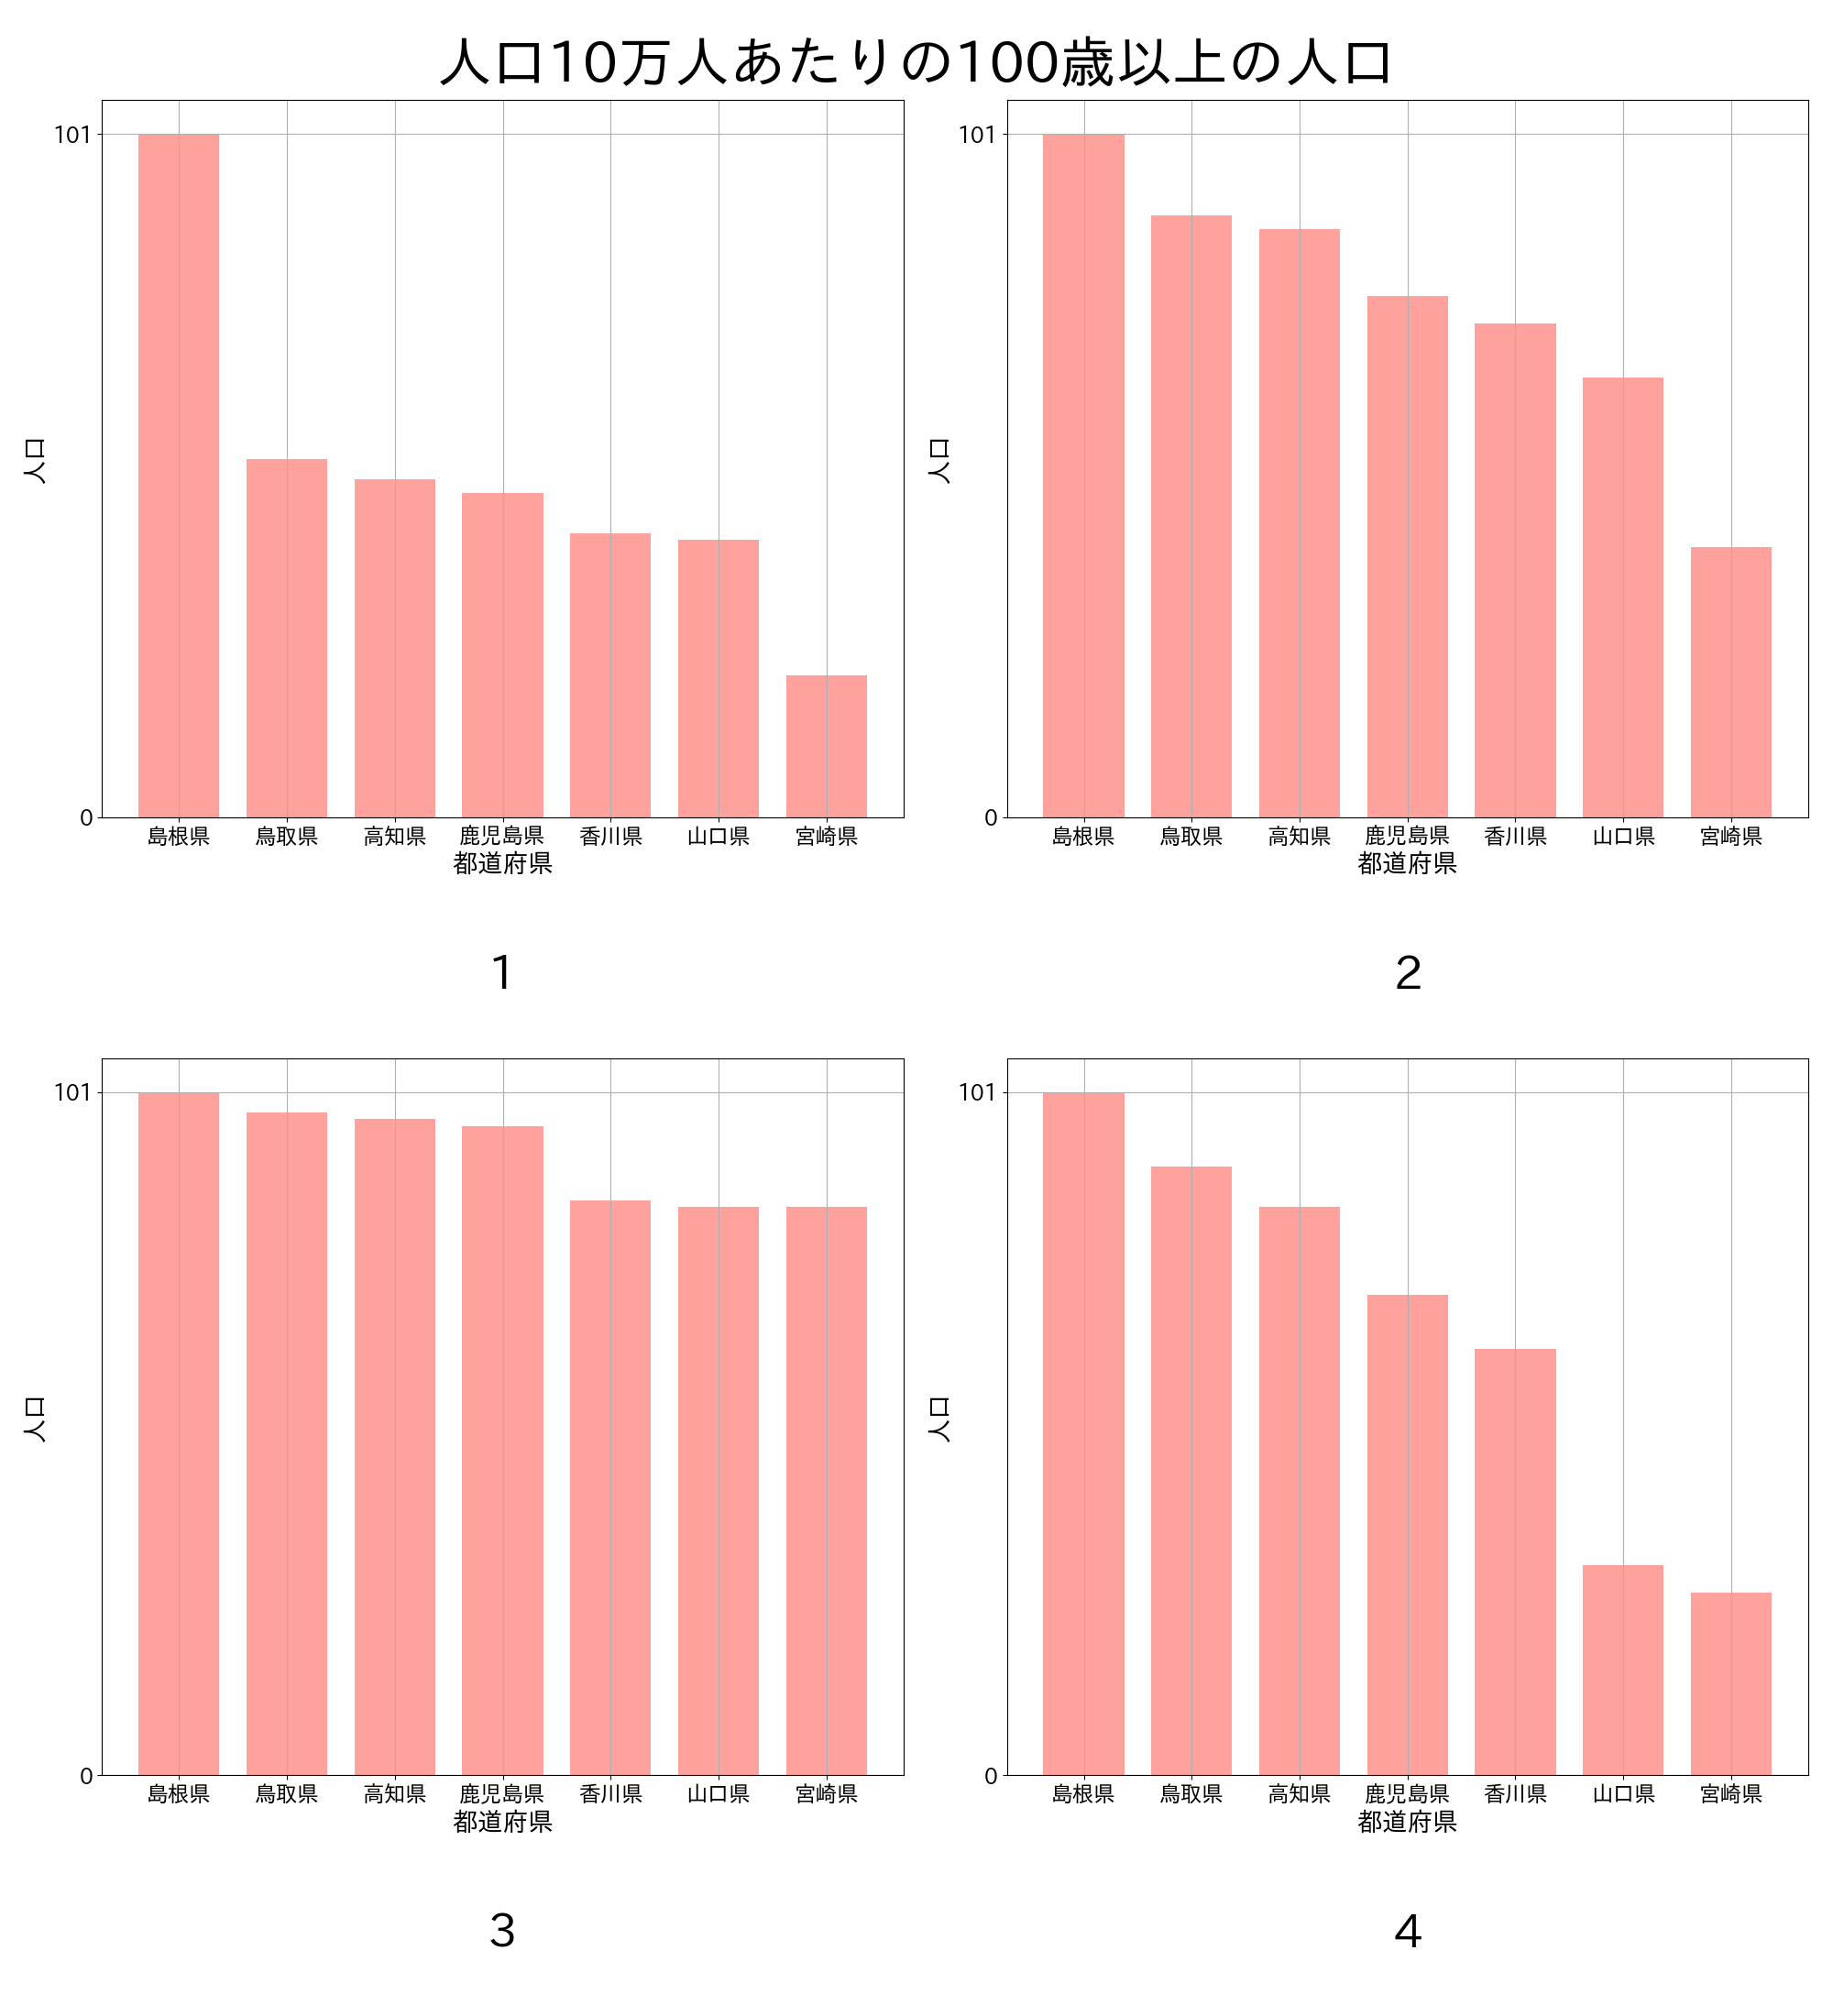 人口10万人あたりの100歳以上の人口
101
0
人口
島根県 鳥取県 高知県 鹿児島県 香川県 山口県 宮崎県
都道府県
1
101
0
人口
島根県 鳥取県 高知県 鹿児島県 香川県 山口県 宮崎県
都道府県
2
101
0
人口
島根県 鳥取県 高知県 鹿児島県 香川県 山口県 宮崎県
都道府県
3
101
0
人口
島根県 鳥取県 高知県 鹿児島県 香川県 山口県 宮崎県
都道府県
4